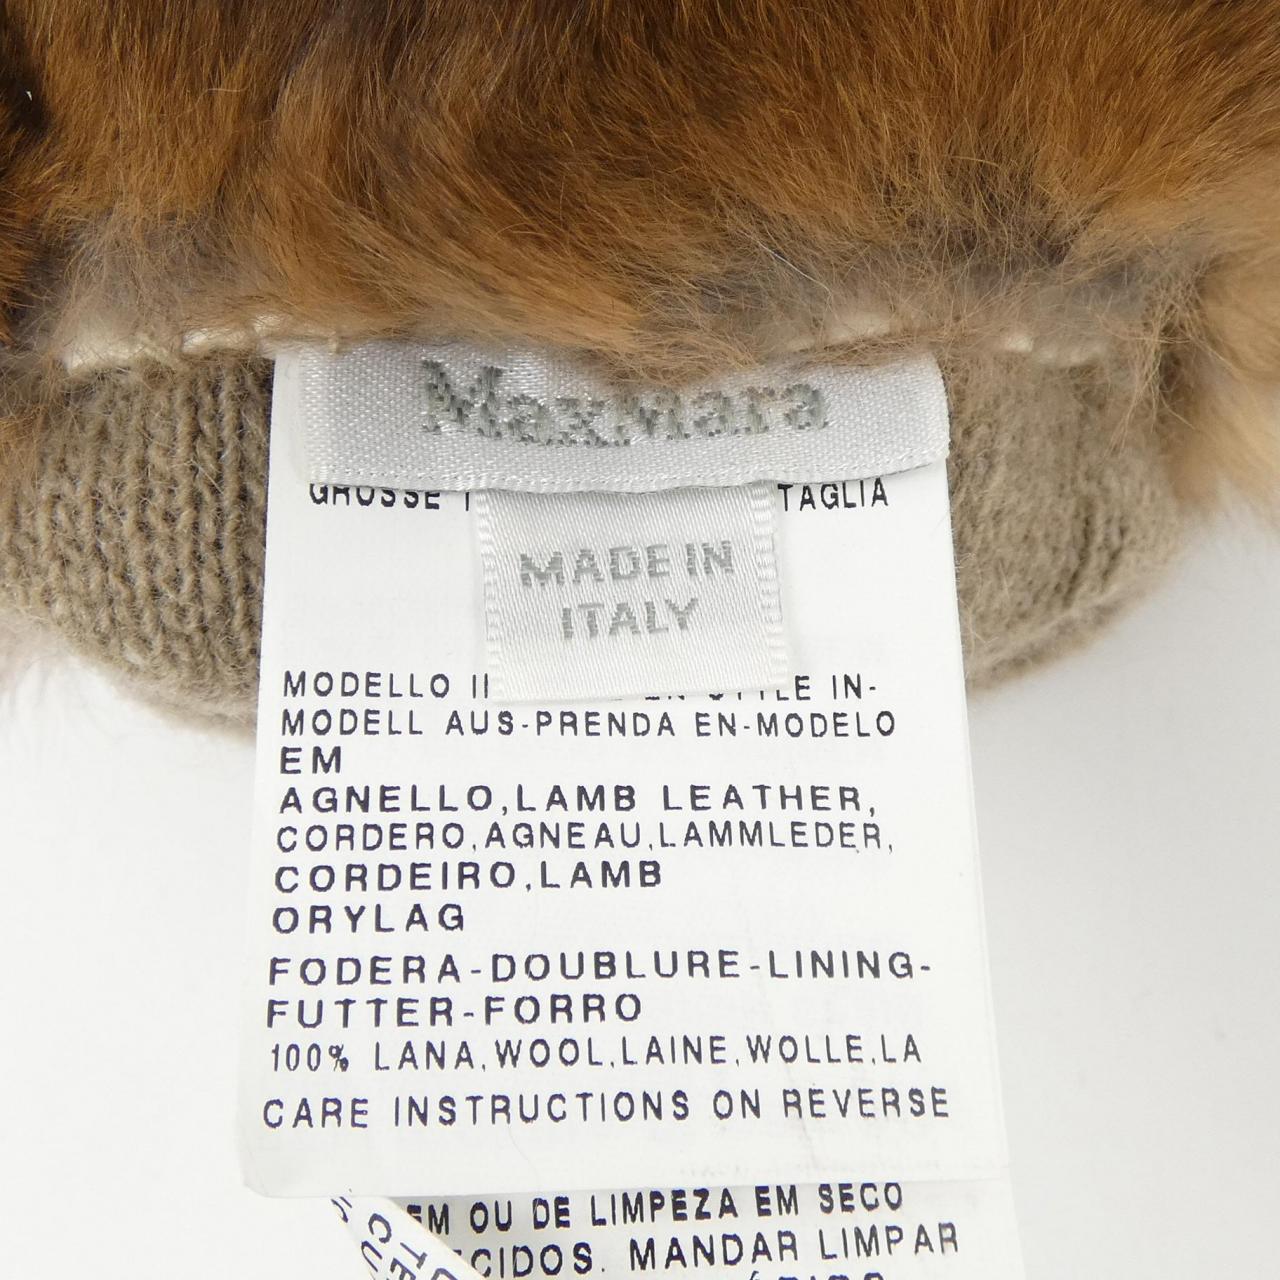 MaxMara
GROSSE TAGLIA
MADE IN
ITALY
MODELLO STYLE IN-
MODELL AUS-PRENDA EN-MODELO
EM
AGNELLO,LAMB LEATHER,
CORDERO,AGNEAU,LAMMLEDER,
CORDEIRO,LAMB
ORYLAG
FODERA-DOUBLURE-LINING-
FUTTER-FORRO
100% LANA,WOOL,LAINE,WOLLE,LA
CARE INSTRUCTIONS ON REVERSE
EM OU DE LIMPEZA EM SECO
MANDAR LIMPAR